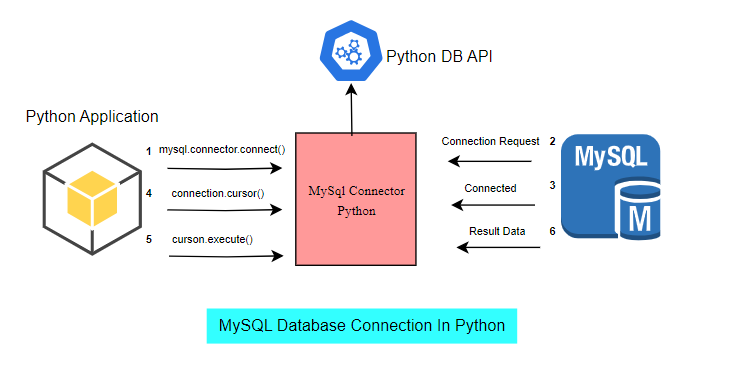 Python DB API
Python Application
1 mysql.connector.connect()
4 connection.cursor()
5 curson.execute()
MySql Connector
Python
Connection Request 2
Connected 3
Result Data 6
MySQL
M
MySQL Database Connection In Python